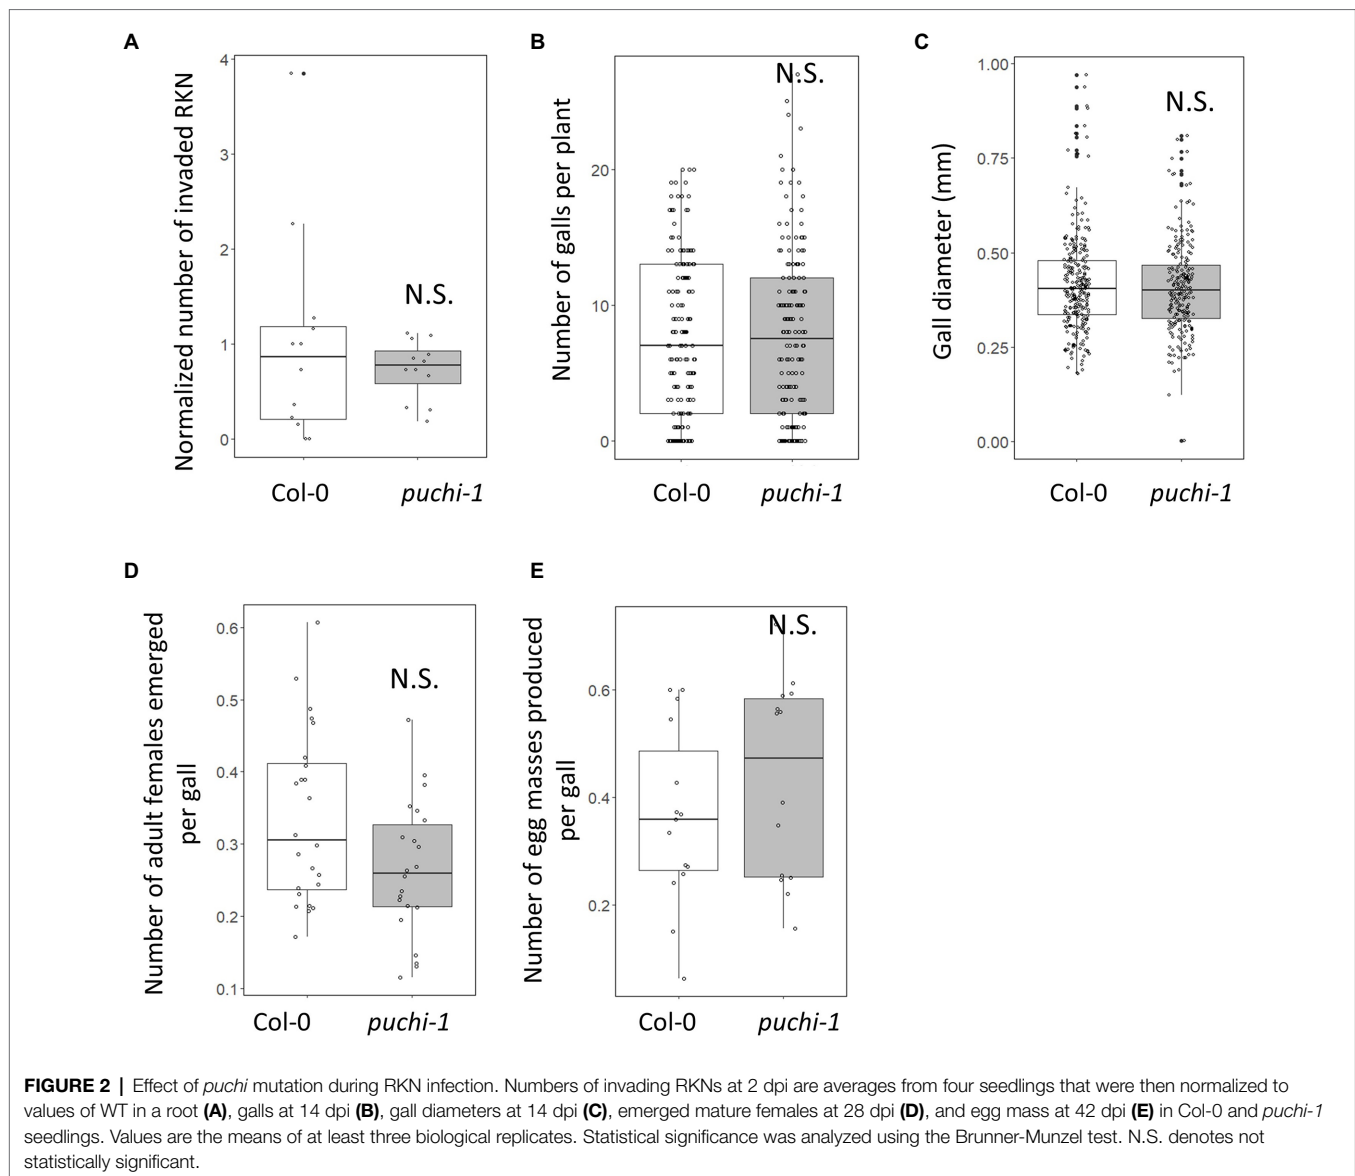 A
B
C
Normalized number of invaded RKN
4
3
2
1
0
N.S.
Col-0
puchi-1
Number of galls per plant
20
10
0
N.S.
Col-0
puchi-1
Gall diameter (mm)
1.00
0.75
0.50
0.25
0.00
N.S.
Col-0
puchi-1
D
E
Number of adult females emerged
per gall
0.6
0.5
0.4
0.3
0.2
0.1
N.S.
Col-0
puchi-1
Number of egg masses produced
per gall
0.6
0.4
0.2
N.S.
Col-0
puchi-1
FIGURE 2 | Effect of puchi mutation during RKN infection. Numbers of invading RKNs at 2 dpi are averages from four seedlings that were then normalized to
values of WT in a root (A), galls at 14 dpi (B), gall diameters at 14 dpi (C), emerged mature females at 28 dpi (D), and egg mass at 42 dpi (E) in Col-0 and puchi-1
seedlings. Values are the means of at least three biological replicates. Statistical significance was analyzed using the Brunner-Munzel test. N.S. denotes not
statistically significant.